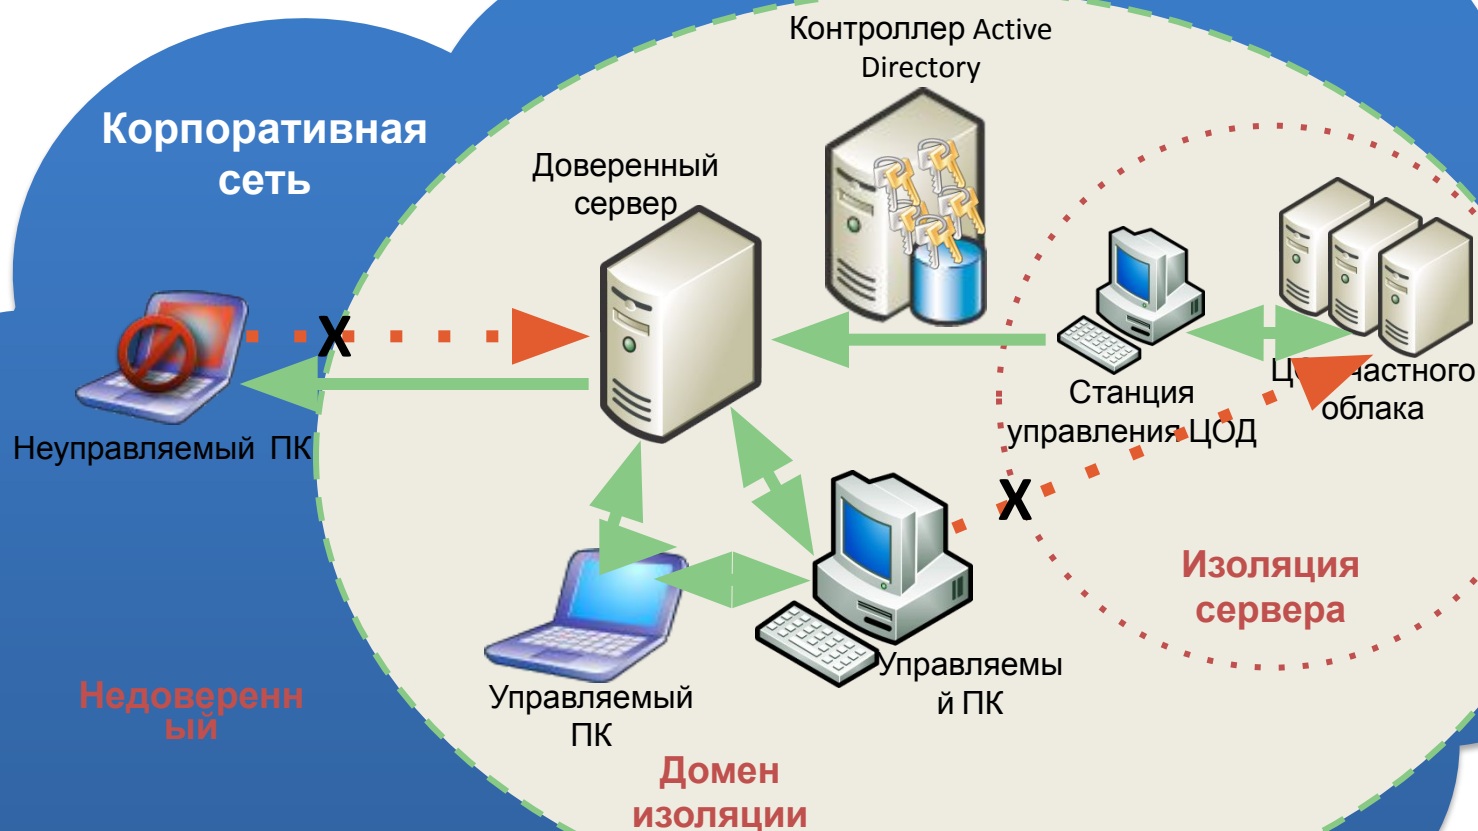 Контроллер Active
Directory
Корпоративная
сеть
Доверенный
сервер
X
частного
облака
Станция
управления ЦОД
Неуправляемый ПК
X
Изоляция
сервера
Управляемы
й ПК
Управляемый
ПК
Недоверенн
ый
Домен
изоляции